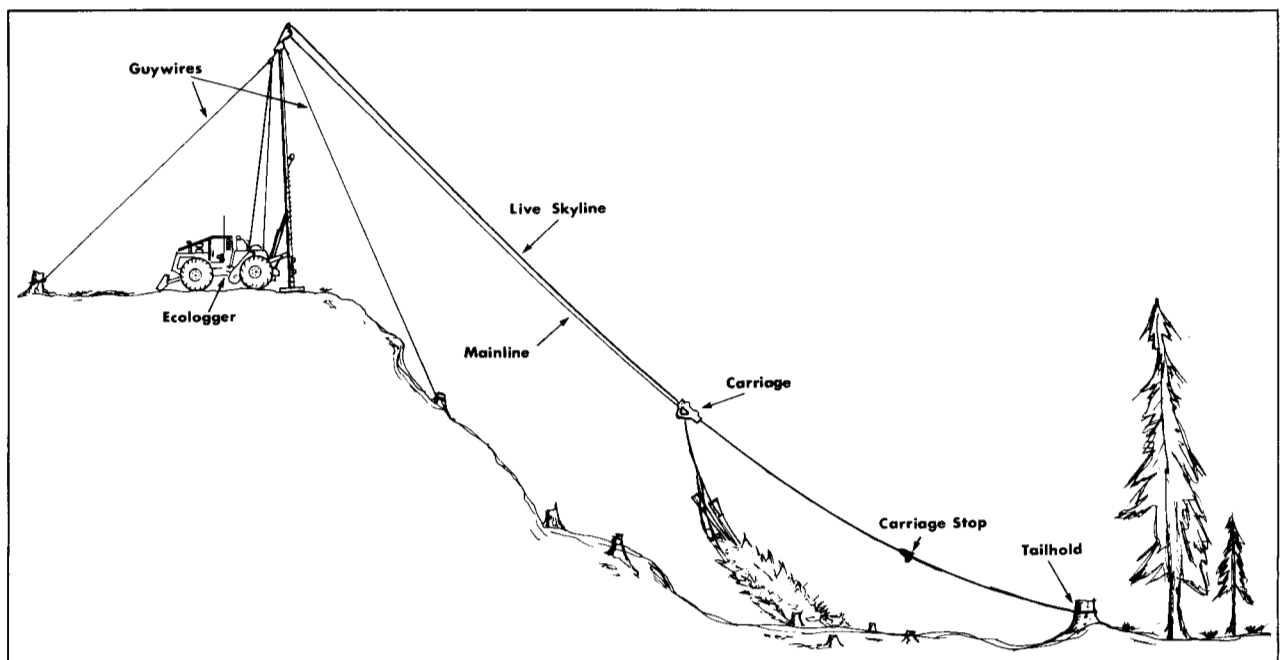 Guywires
Live Skyline
Ecologger
Mainline
Carriage
Carriage Stop
Tailhold